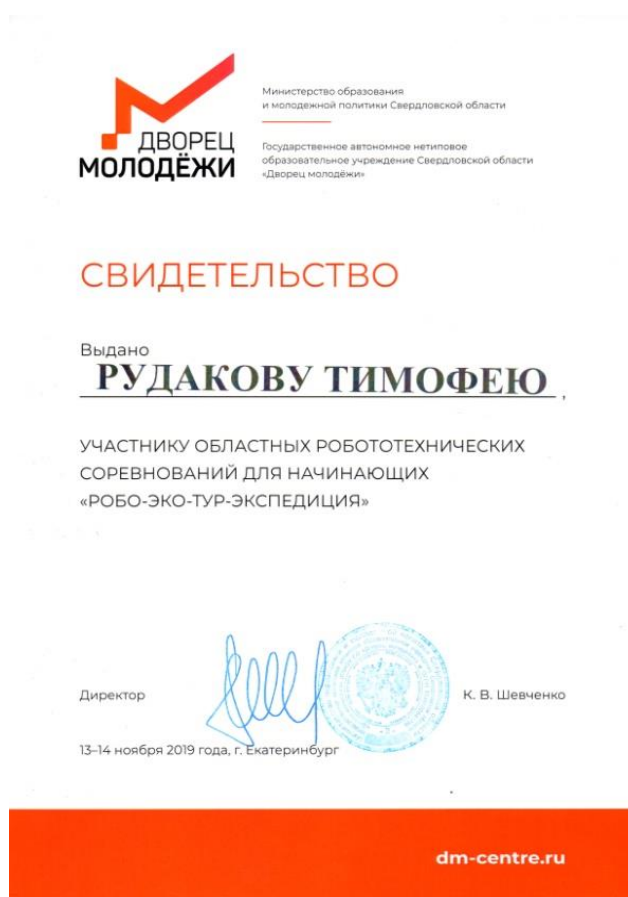 ДВОРЕЦ
МОЛОДЁЖИ
Министерство образования
и молодежной политики Свердловской области
Государственное автономное нетиповое
образовательное учреждение Свердловской области
«Дворец молодёжи»
СВИДЕТЕЛЬСТВО
Выдано
РУДАКОВУ ТИМОФЕЮ,
УЧАСТНИКУ ОБЛАСТНЫХ РОБОТОТЕХНИЧЕСКИХ
СОРЕВНОВАНИЙ ДЛЯ НАЧИНАЮЩИХ
«РОБО-ЭКО-ТУР-ЭКСПЕДИЦИЯ»
Директор
К. В. Шевченко
13–14 ноября 2019 года, г. Екатеринбург
dm-centre.ru